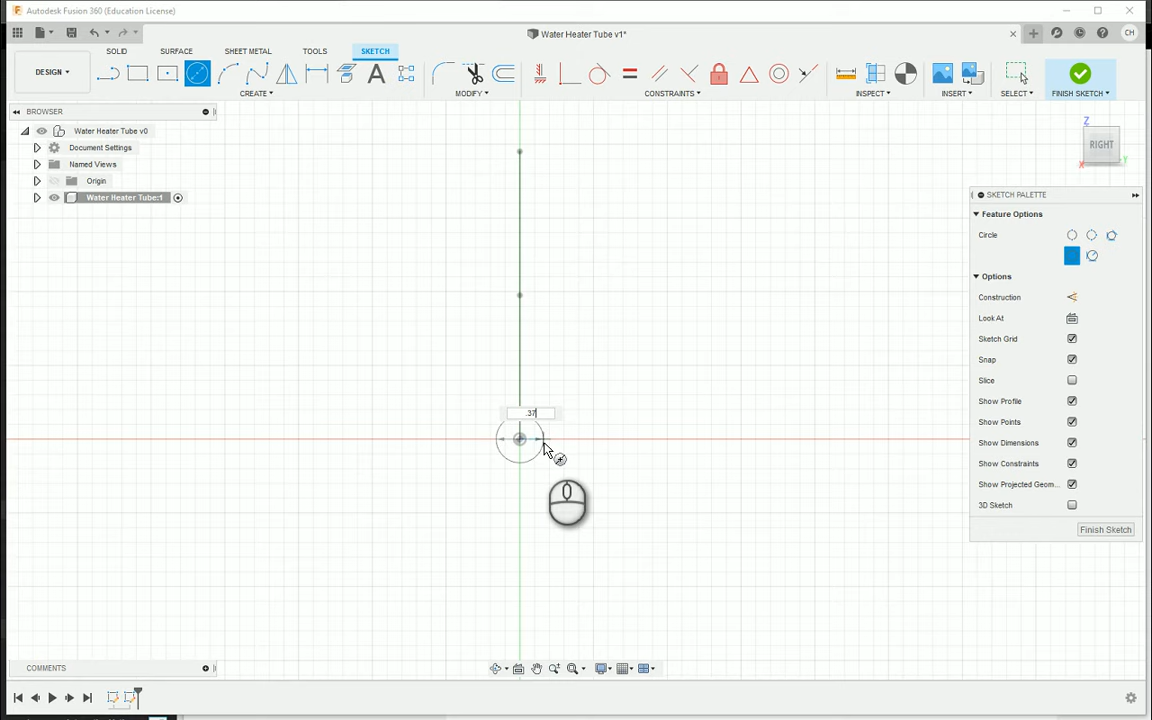 Autodesk Fusion 360 (Education License)
Water Heater Tube v1*
CH
SOLID
SURFACE
SHEET METAL
TOOLS
SKETCH
DESIGN
CREATE
MODIFY
CONSTRAINTS
INSPECT
INSERT
SELECT
FINISH SKETCH
BROWSER
Water Heater Tube v0
Document Settings
Named Views
Origin
Water Heater Tube:1
Z
RIGHT
X
Y
SKETCH PALETTE
Feature Options
Circle
Options
Construction
Look At
Sketch Grid
Snap
Slice
Show Profile
Show Points
Show Dimensions
Show Constraints
Show Projected Geom...
3D Sketch
Finish Sketch
.37
COMMENTS